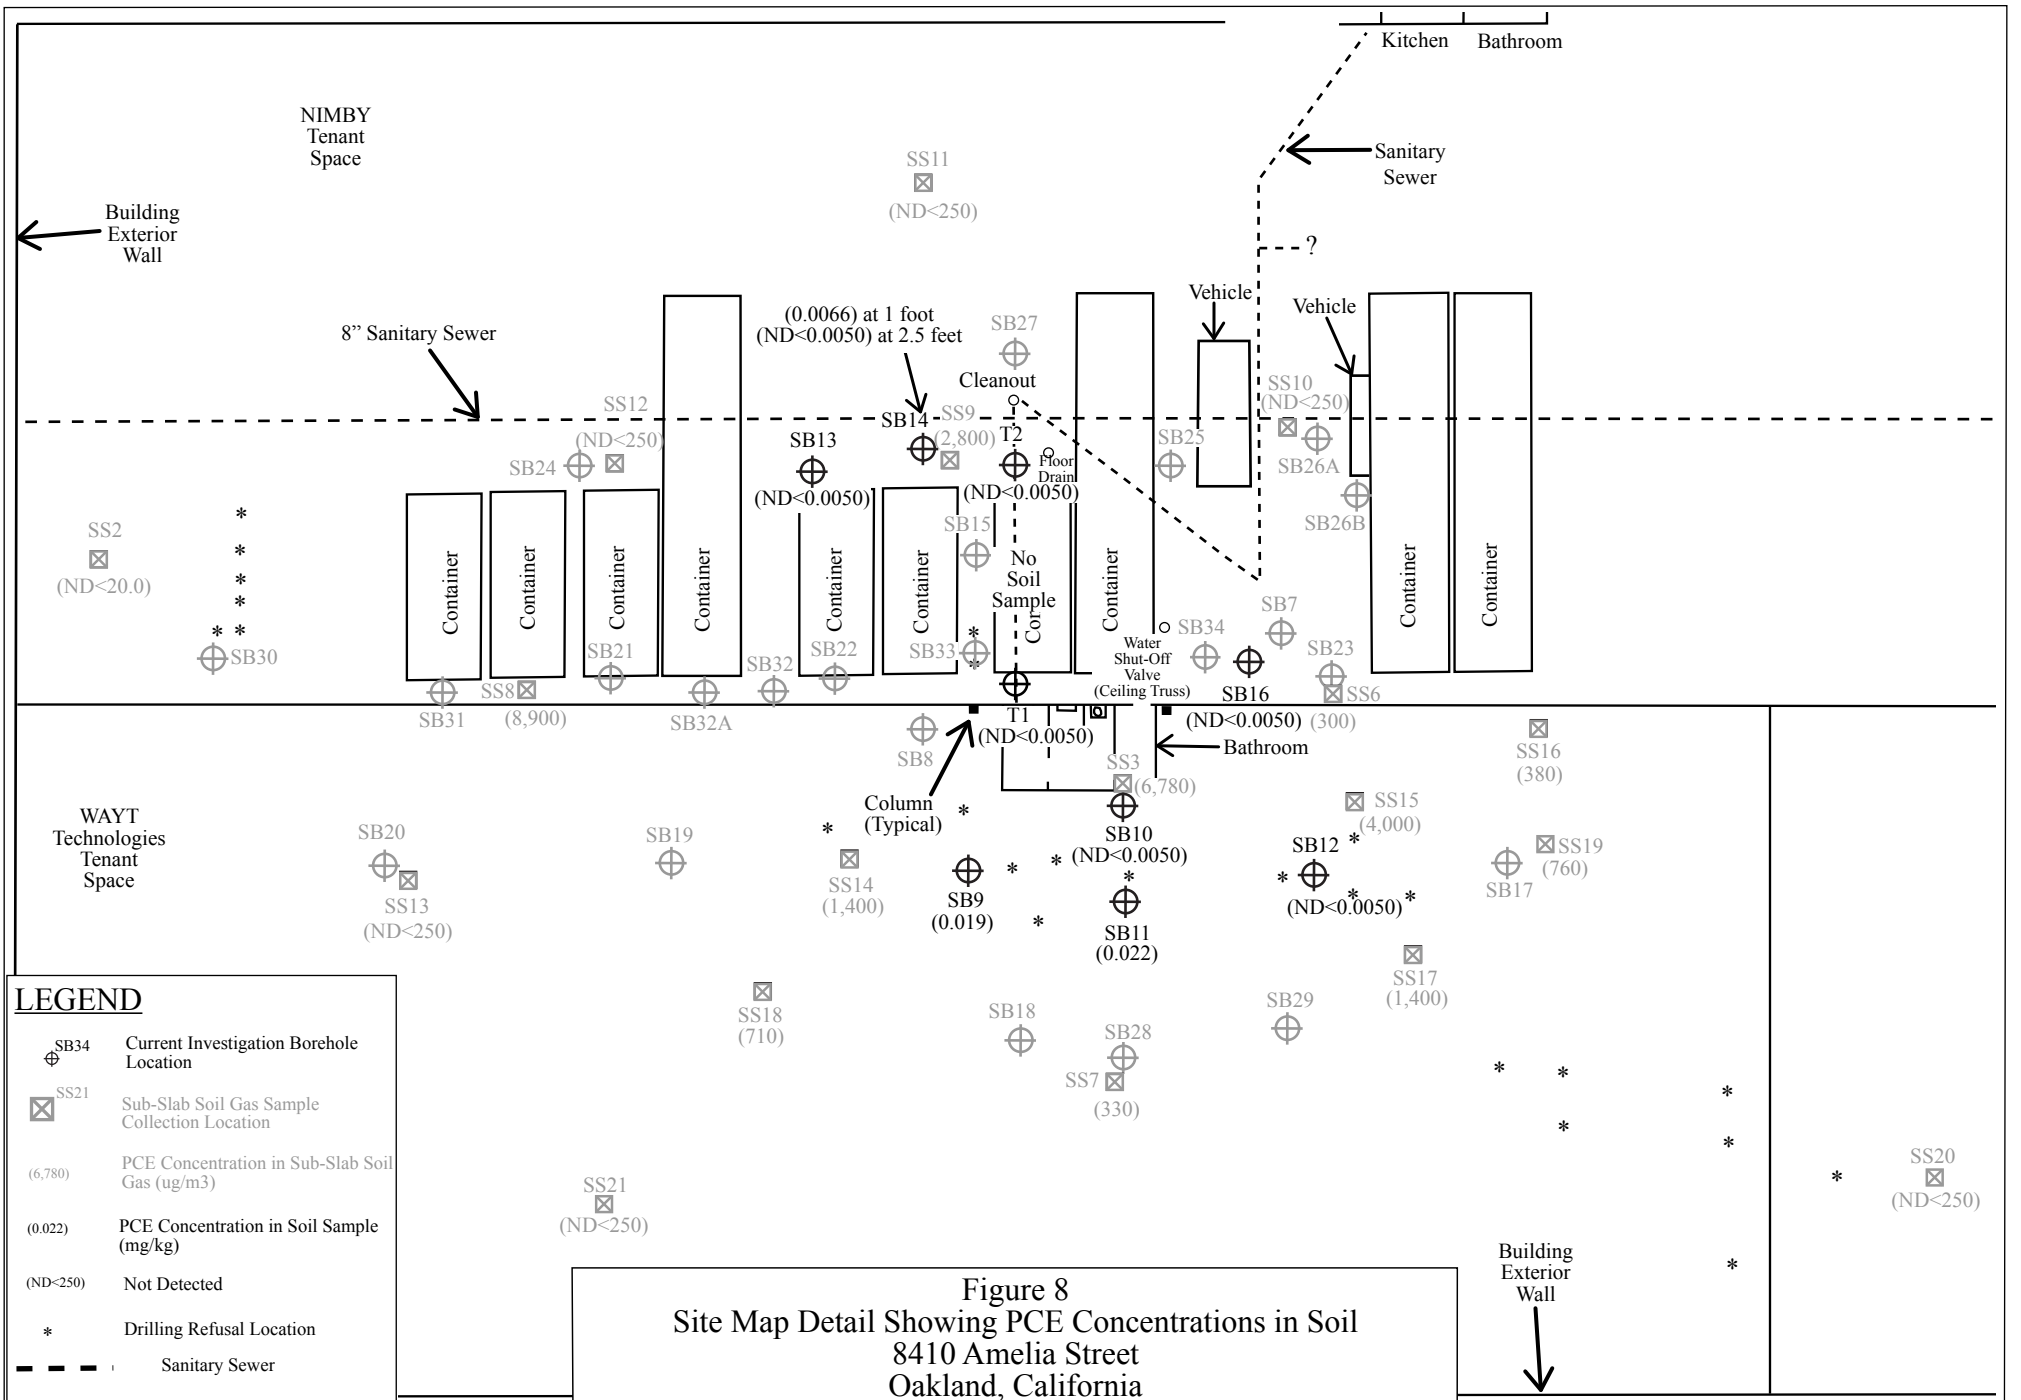 Kitchen
Bathroom
NIMBY
Tenant
Space
SS11
(ND<250)
Sanitary
Sewer
Building
Exterior
Wall
?
Vehicle
Vehicle
(0.0066) at 1 foot
(ND<0.0050) at 2.5 feet
SB27
8” Sanitary Sewer
Cleanout
SS12
(ND<250)
SB24
SB13
(ND<0.0050)
SB14
SS9
(2,800)
T2
Floor
Drain
(ND<0.0050)
SB25
SS10
(ND<250)
SB26A
SB26B
SS2
(ND<20.0)
* * * * * *
SB30
Container
Container
Container
Container
Container
Container
SB15
No
Soil
Sample
Cor
Container
Container
Container
*
SB33
*
Water
Shut-Off
Valve
(Ceiling Truss)
SB34
SB7
SB23
SB16
(ND<0.0050)
SS6
(300)
SB31
SS8
(8,900)
SB21
SB32A
SB32
SB22
T1
(ND<0.0050)
SB8
Bathroom
SS3
(6,780)
SS16
(380)
WAYT
Technologies
Tenant
Space
Column
(Typical)
SB20
SS13
(ND<250)
SB19
*
SS14
(1,400)
*
SB9
(0.019)
* * *
SB10
(ND<0.0050)
*
SB11
(0.022)
SS15
(4,000)
*
SB12
(ND<0.0050)
* * *
SS19
(760)
SB17
SS17
(1,400)
SS18
(710)
SB18
SB28
SS7
(330)
SB29
* * * * *
SS21
(ND<250)
*
SS20
(ND<250)
*
Building
Exterior
Wall
LEGEND
SB34
Current Investigation Borehole
Location
SS21
Sub-Slab Soil Gas Sample
Collection Location
(6,780)
PCE Concentration in Sub-Slab Soil
Gas (ug/m3)
(0.022)
PCE Concentration in Soil Sample
(mg/kg)
(ND<250)
Not Detected
*
Drilling Refusal Location
Sanitary Sewer
Figure 8
Site Map Detail Showing PCE Concentrations in Soil
8410 Amelia Street
Oakland, California